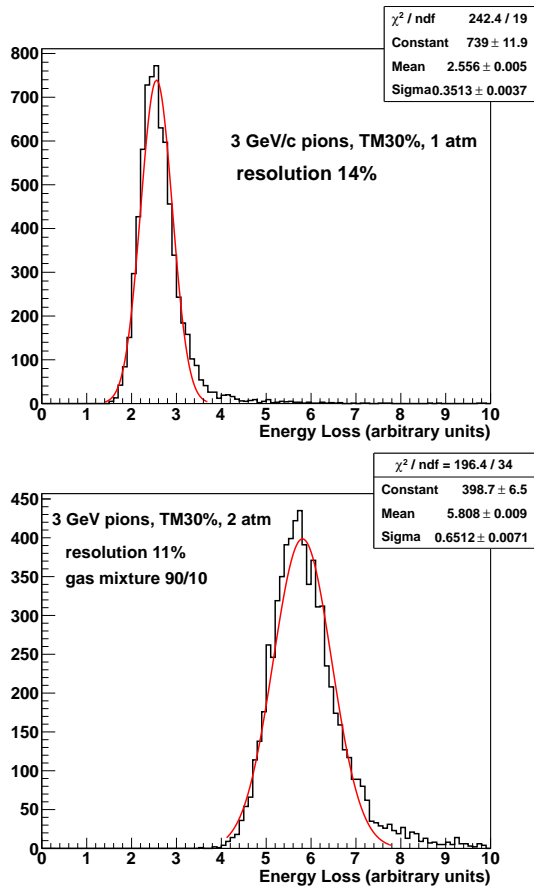 χ² / ndf 242.4 / 19
Constant 739 ± 11.9
Mean 2.556 ± 0.005
Sigma 0.3513 ± 0.0037
800
700
600
500
400
300
200
100
0
3 GeV/c pions, TM30%, 1 atm
resolution 14%
0 1 2 3 4 5 6 7 8 9 10
Energy Loss (arbitrary units)
χ² / ndf = 196.4 / 34
Constant 398.7 ± 6.5
Mean 5.808 ± 0.009
Sigma 0.6512 ± 0.0071
450
400
350
300
250
200
150
100
50
0
3 GeV pions, TM30%, 2 atm
resolution 11%
gas mixture 90/10
0 1 2 3 4 5 6 7 8 9 10
Energy Loss (arbitrary units)